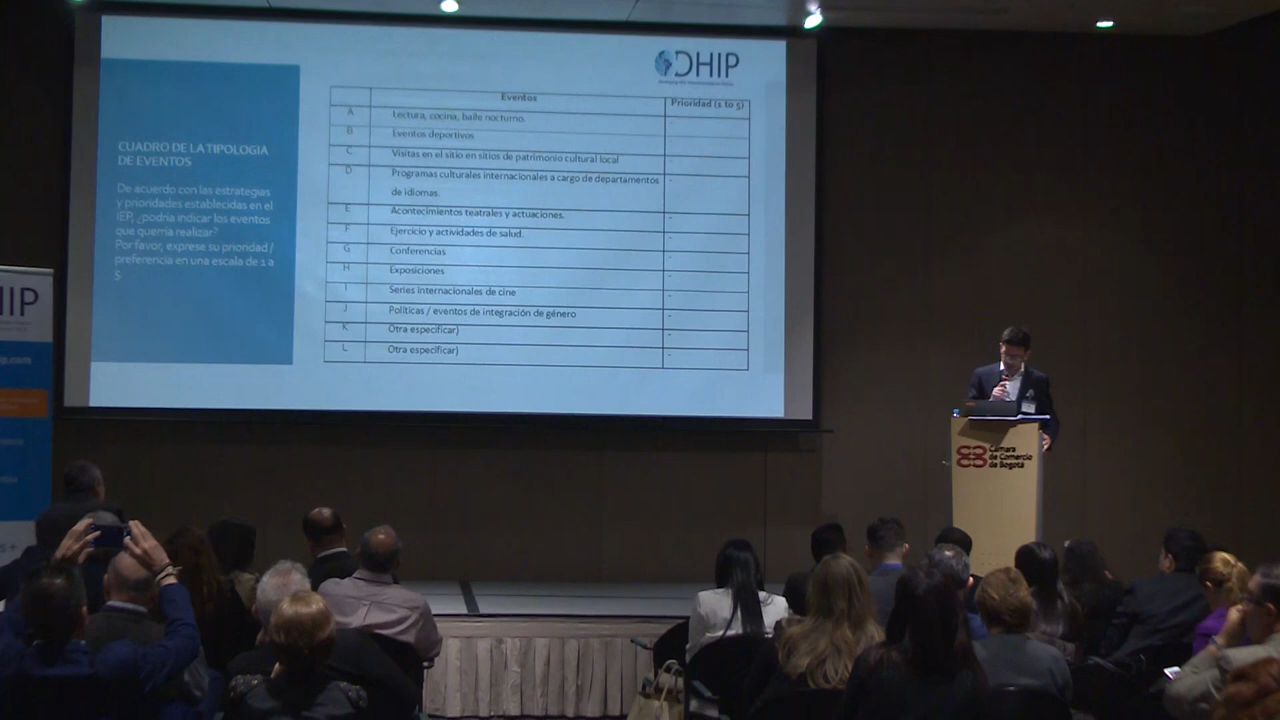 DHIP
CUADRO DE LA TIPOLOGIA
DE EVENTOS
De acuerdo con las estrategias
y prioridades establecidas en el
IEP, ¿podría indicar los eventos
que querría realizar?
Por favor, exprese su prioridad /
preferencia en una escala de 1 a
5
Eventos Prioridad (1 to 5)
A Lectura, cocina, baile nocturno. -
B Eventos deportivos -
C Visitas en el sitio en sitios de patrimonio cultural local -
D Programas culturales internacionales a cargo de departamentos -
de idiomas.
E Acontecimientos teatrales y actuaciones. -
F Ejercicio y actividades de salud. -
G Conferencias -
H Exposiciones -
I Series internacionales de cine -
J Políticas / eventos de integración de género -
K Otra especificar) -
L Otra especificar) -
HIP
p.com
Cámara
de Comercio
de Bogotá